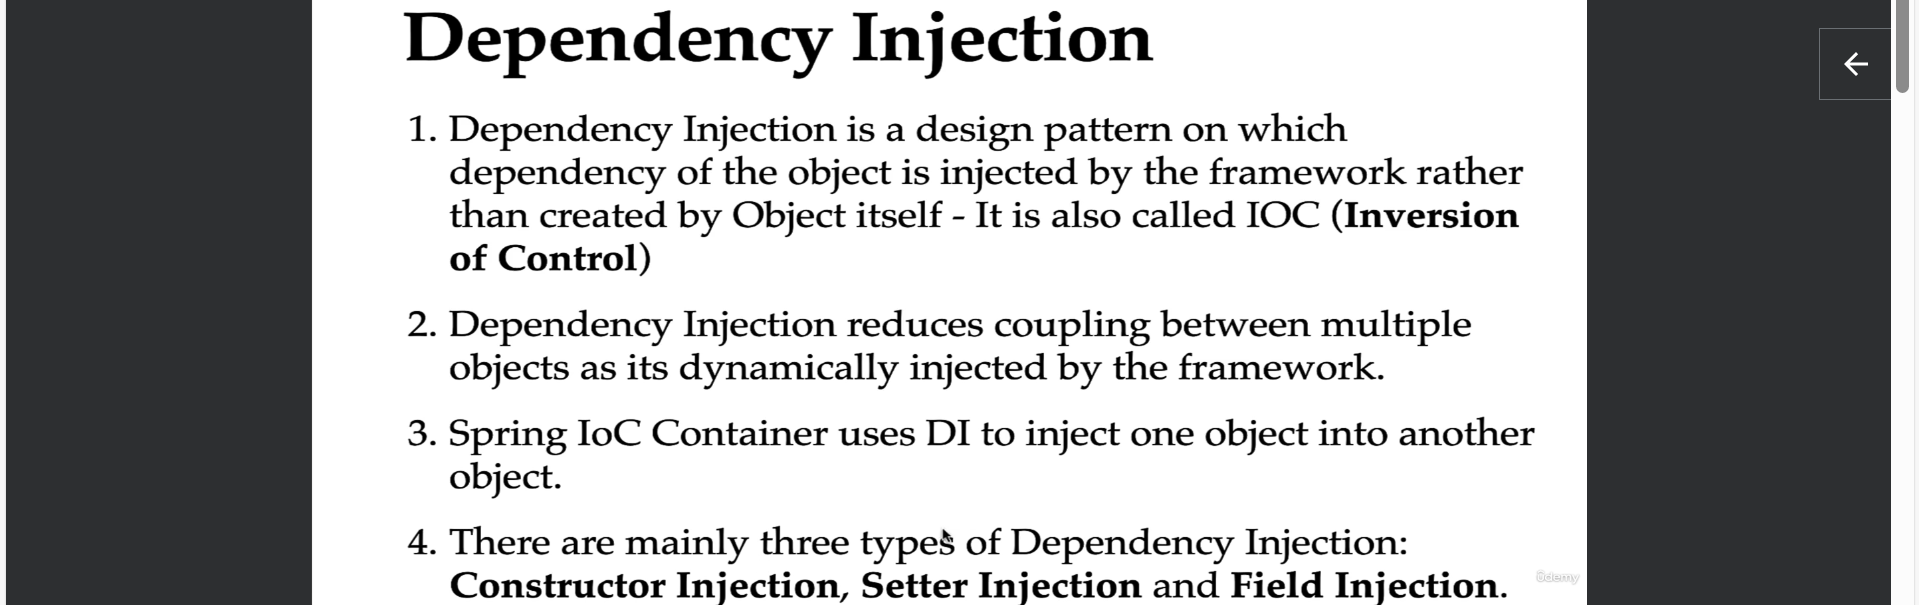 Dependency Injection
1. Dependency Injection is a design pattern on which
dependency of the object is injected by the framework rather
than created by Object itself - It is also called IOC (Inversion
of Control)
2. Dependency Injection reduces coupling between multiple
objects as its dynamically injected by the framework.
3. Spring IoC Container uses DI to inject one object into another
object.
4. There are mainly three types of Dependency Injection:
Constructor Injection, Setter Injection and Field Injection.
ûdemy